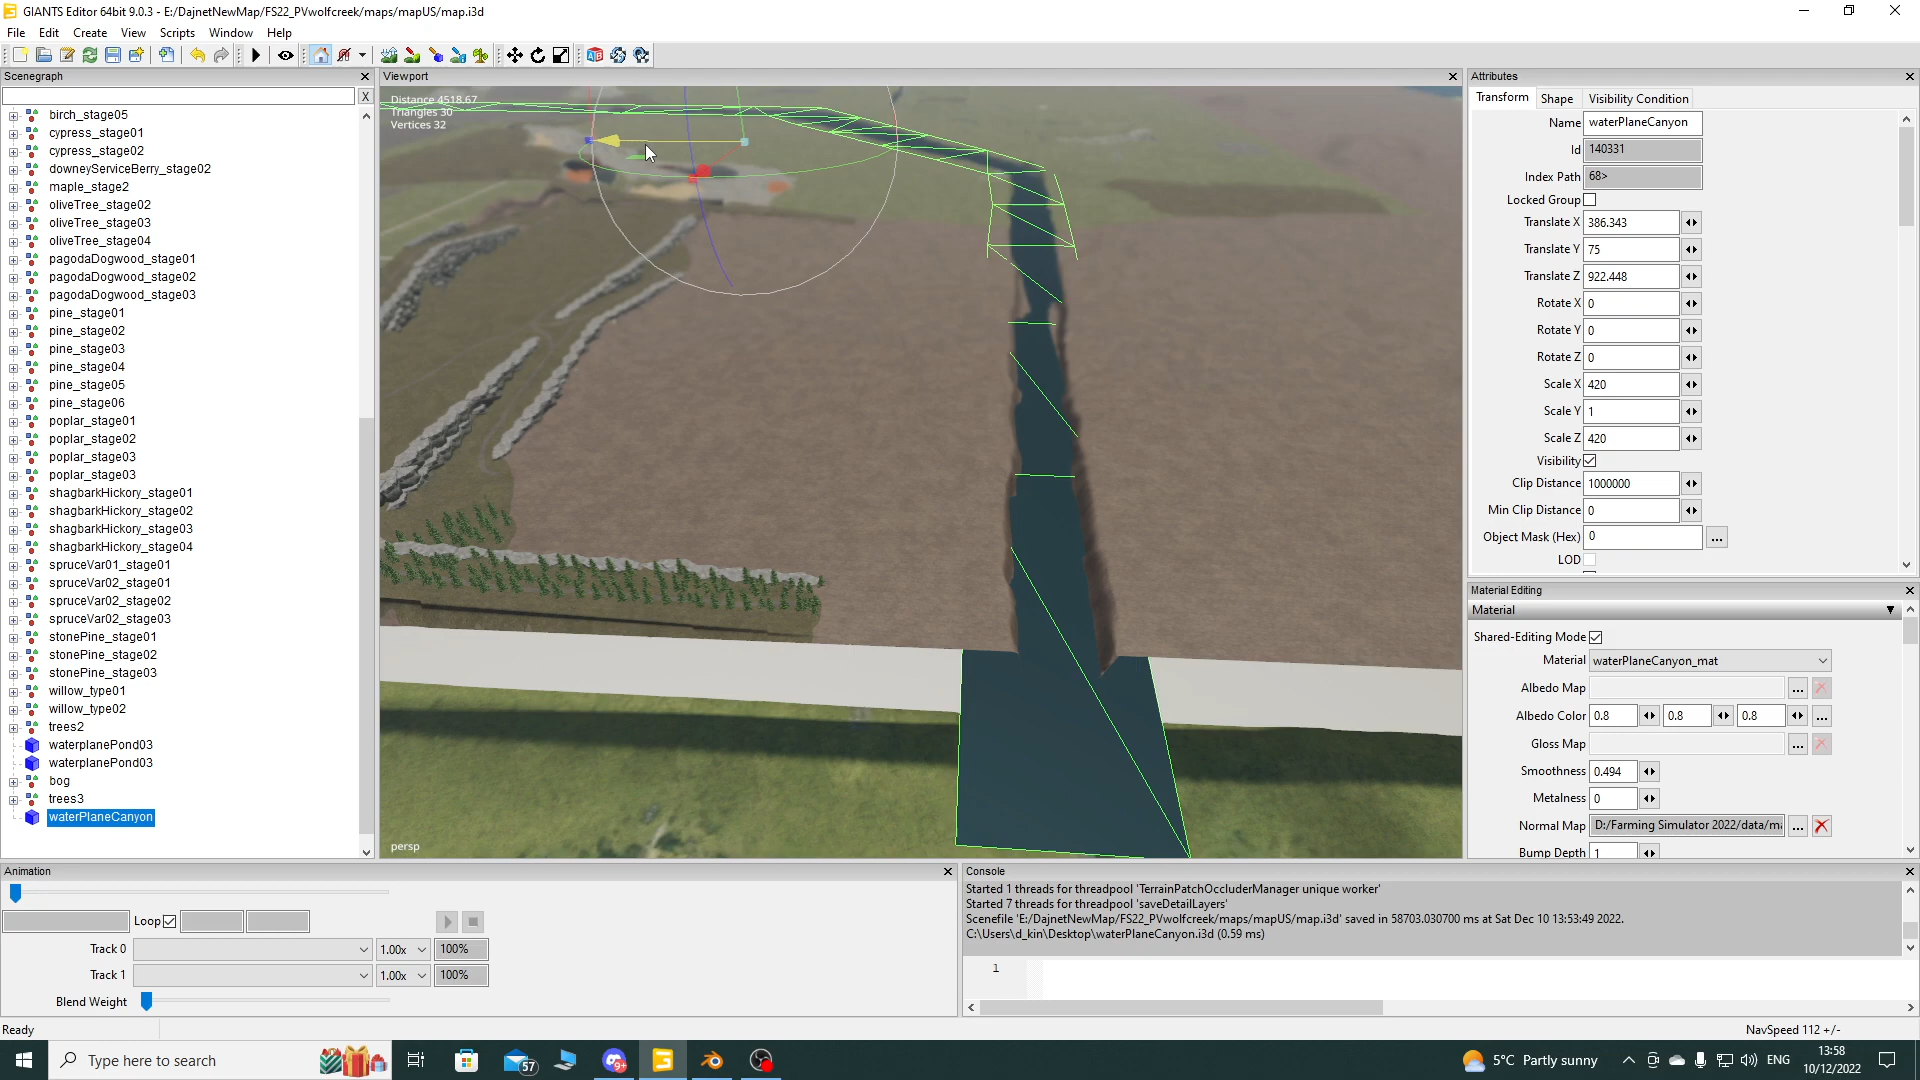 GIANTS Editor 64bit 9.0.3 - E:/DajnetNewMap/FS22_PVwolfcreek/maps/mapUS/map.i3d
File Edit Create View Scripts Window Help
Scenegraph
X
birch_stage05
cypress_stage01
cypress_stage02
downeyServiceBerry_stage02
maple_stage2
oliveTree_stage02
oliveTree_stage03
oliveTree_stage04
pagodaDogwood_stage01
pagodaDogwood_stage02
pagodaDogwood_stage03
pine_stage01
pine_stage02
pine_stage03
pine_stage04
pine_stage05
pine_stage06
poplar_stage01
poplar_stage02
poplar_stage03
poplar_stage03
shagbarkHickory_stage01
shagbarkHickory_stage02
shagbarkHickory_stage03
shagbarkHickory_stage04
spruceVar01_stage01
spruceVar02_stage01
spruceVar02_stage02
spruceVar02_stage03
stonePine_stage01
stonePine_stage02
stonePine_stage03
willow_type01
willow_type02
trees2
waterplanePond03
waterplanePond03
bog
trees3
waterPlaneCanyon
Viewport
Distance 4518.67
Triangles 30
Vertices 32
persp
Attributes
Transform Shape Visibility Condition
Name waterPlaneCanyon
Id 140331
Index Path 68>
Locked Group
Translate X 386.343
Translate Y 75
Translate Z 922.448
Rotate X 0
Rotate Y 0
Rotate Z 0
Scale X 420
Scale Y 1
Scale Z 420
Visibility
Clip Distance 1000000
Min Clip Distance 0
Object Mask (Hex) 0 ...
LOD
Material Editing
Material
Shared-Editing Mode
Material waterPlaneCanyon_mat
Albedo Map ...
Albedo Color 0.8 0.8 0.8 ...
Gloss Map ...
Smoothness 0.494
Metalness 0
Normal Map D:/Farming Simulator 2022/data/m ...
Bump Depth 1
Animation
Loop
Track 0 1.00x 100%
Track 1 1.00x 100%
Blend Weight
Console
Started 1 threads for threadpool 'TerrainPatchOccluderManager unique worker'
Started 7 threads for threadpool 'saveDetailLayers'
Scenefile 'E:/DajnetNewMap/FS22_PVwolfcreek/maps/mapUS/map.i3d' saved in 58703.030700 ms at Sat Dec 10 13:53:49 2022.
C:\Users\d_kin\Desktop\waterPlaneCanyon.i3d (0.59 ms)
1
Ready
NavSpeed 112 +/-
Type here to search
57
9+
5°C Partly sunny
ENG
13:58
10/12/2022